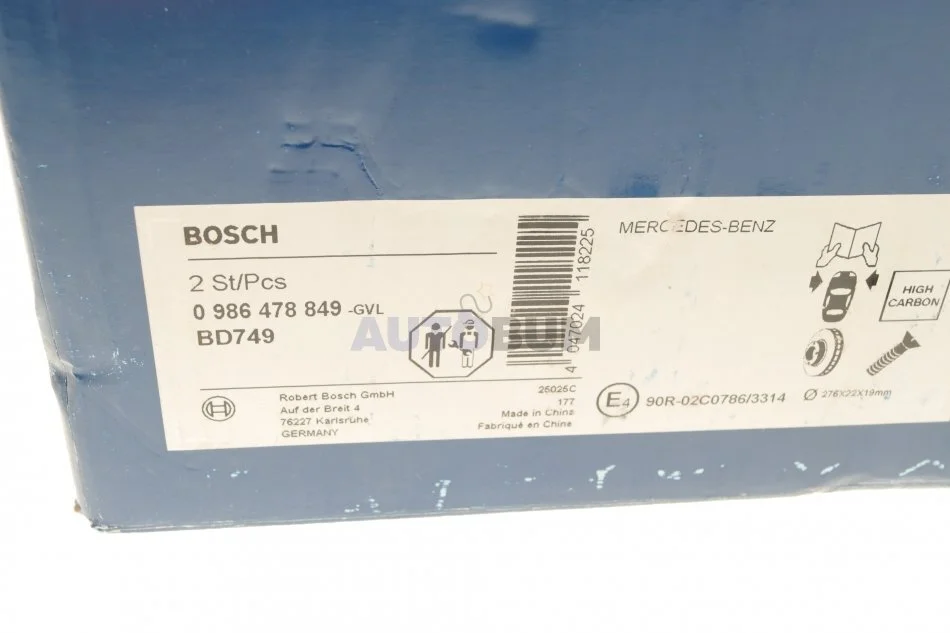 BOSCH
2 St/Pcs
0 986 478 849 -GVL
BD749
Robert Bosch GmbH
Auf der Breit 4
76227 Karlsruhe
GERMANY
25025C
177
Made in China
Fabriqué en Chine
4 047024 118225
MERCEDES-BENZ
HIGH
CARBON
E4
90R-02C0786/3314
Ø 276X22X19mm
AUTOBUM